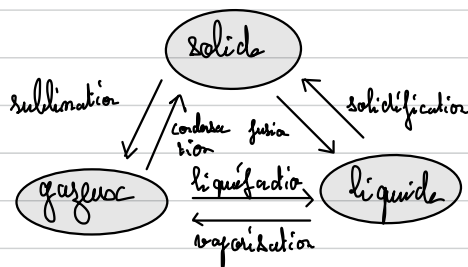 solide
sublimation
solidification
condensa
tion
fusion
liquéfaction
gazeux
liquide
vaporisation